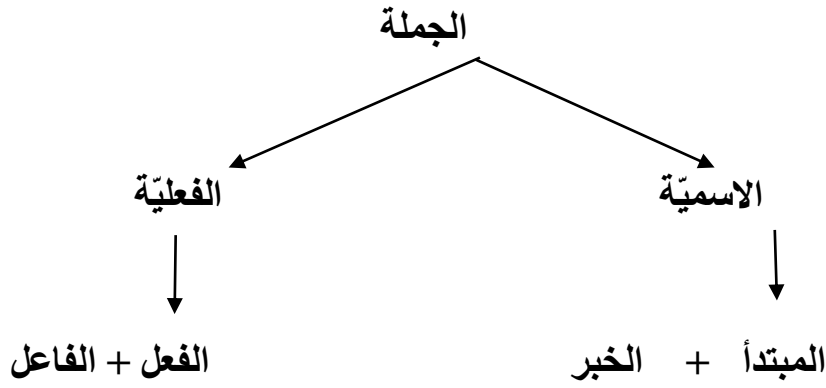 الجملة
الاسميّة
الفعليّة
المبتدأ + الخبر
الفعل + الفاعل